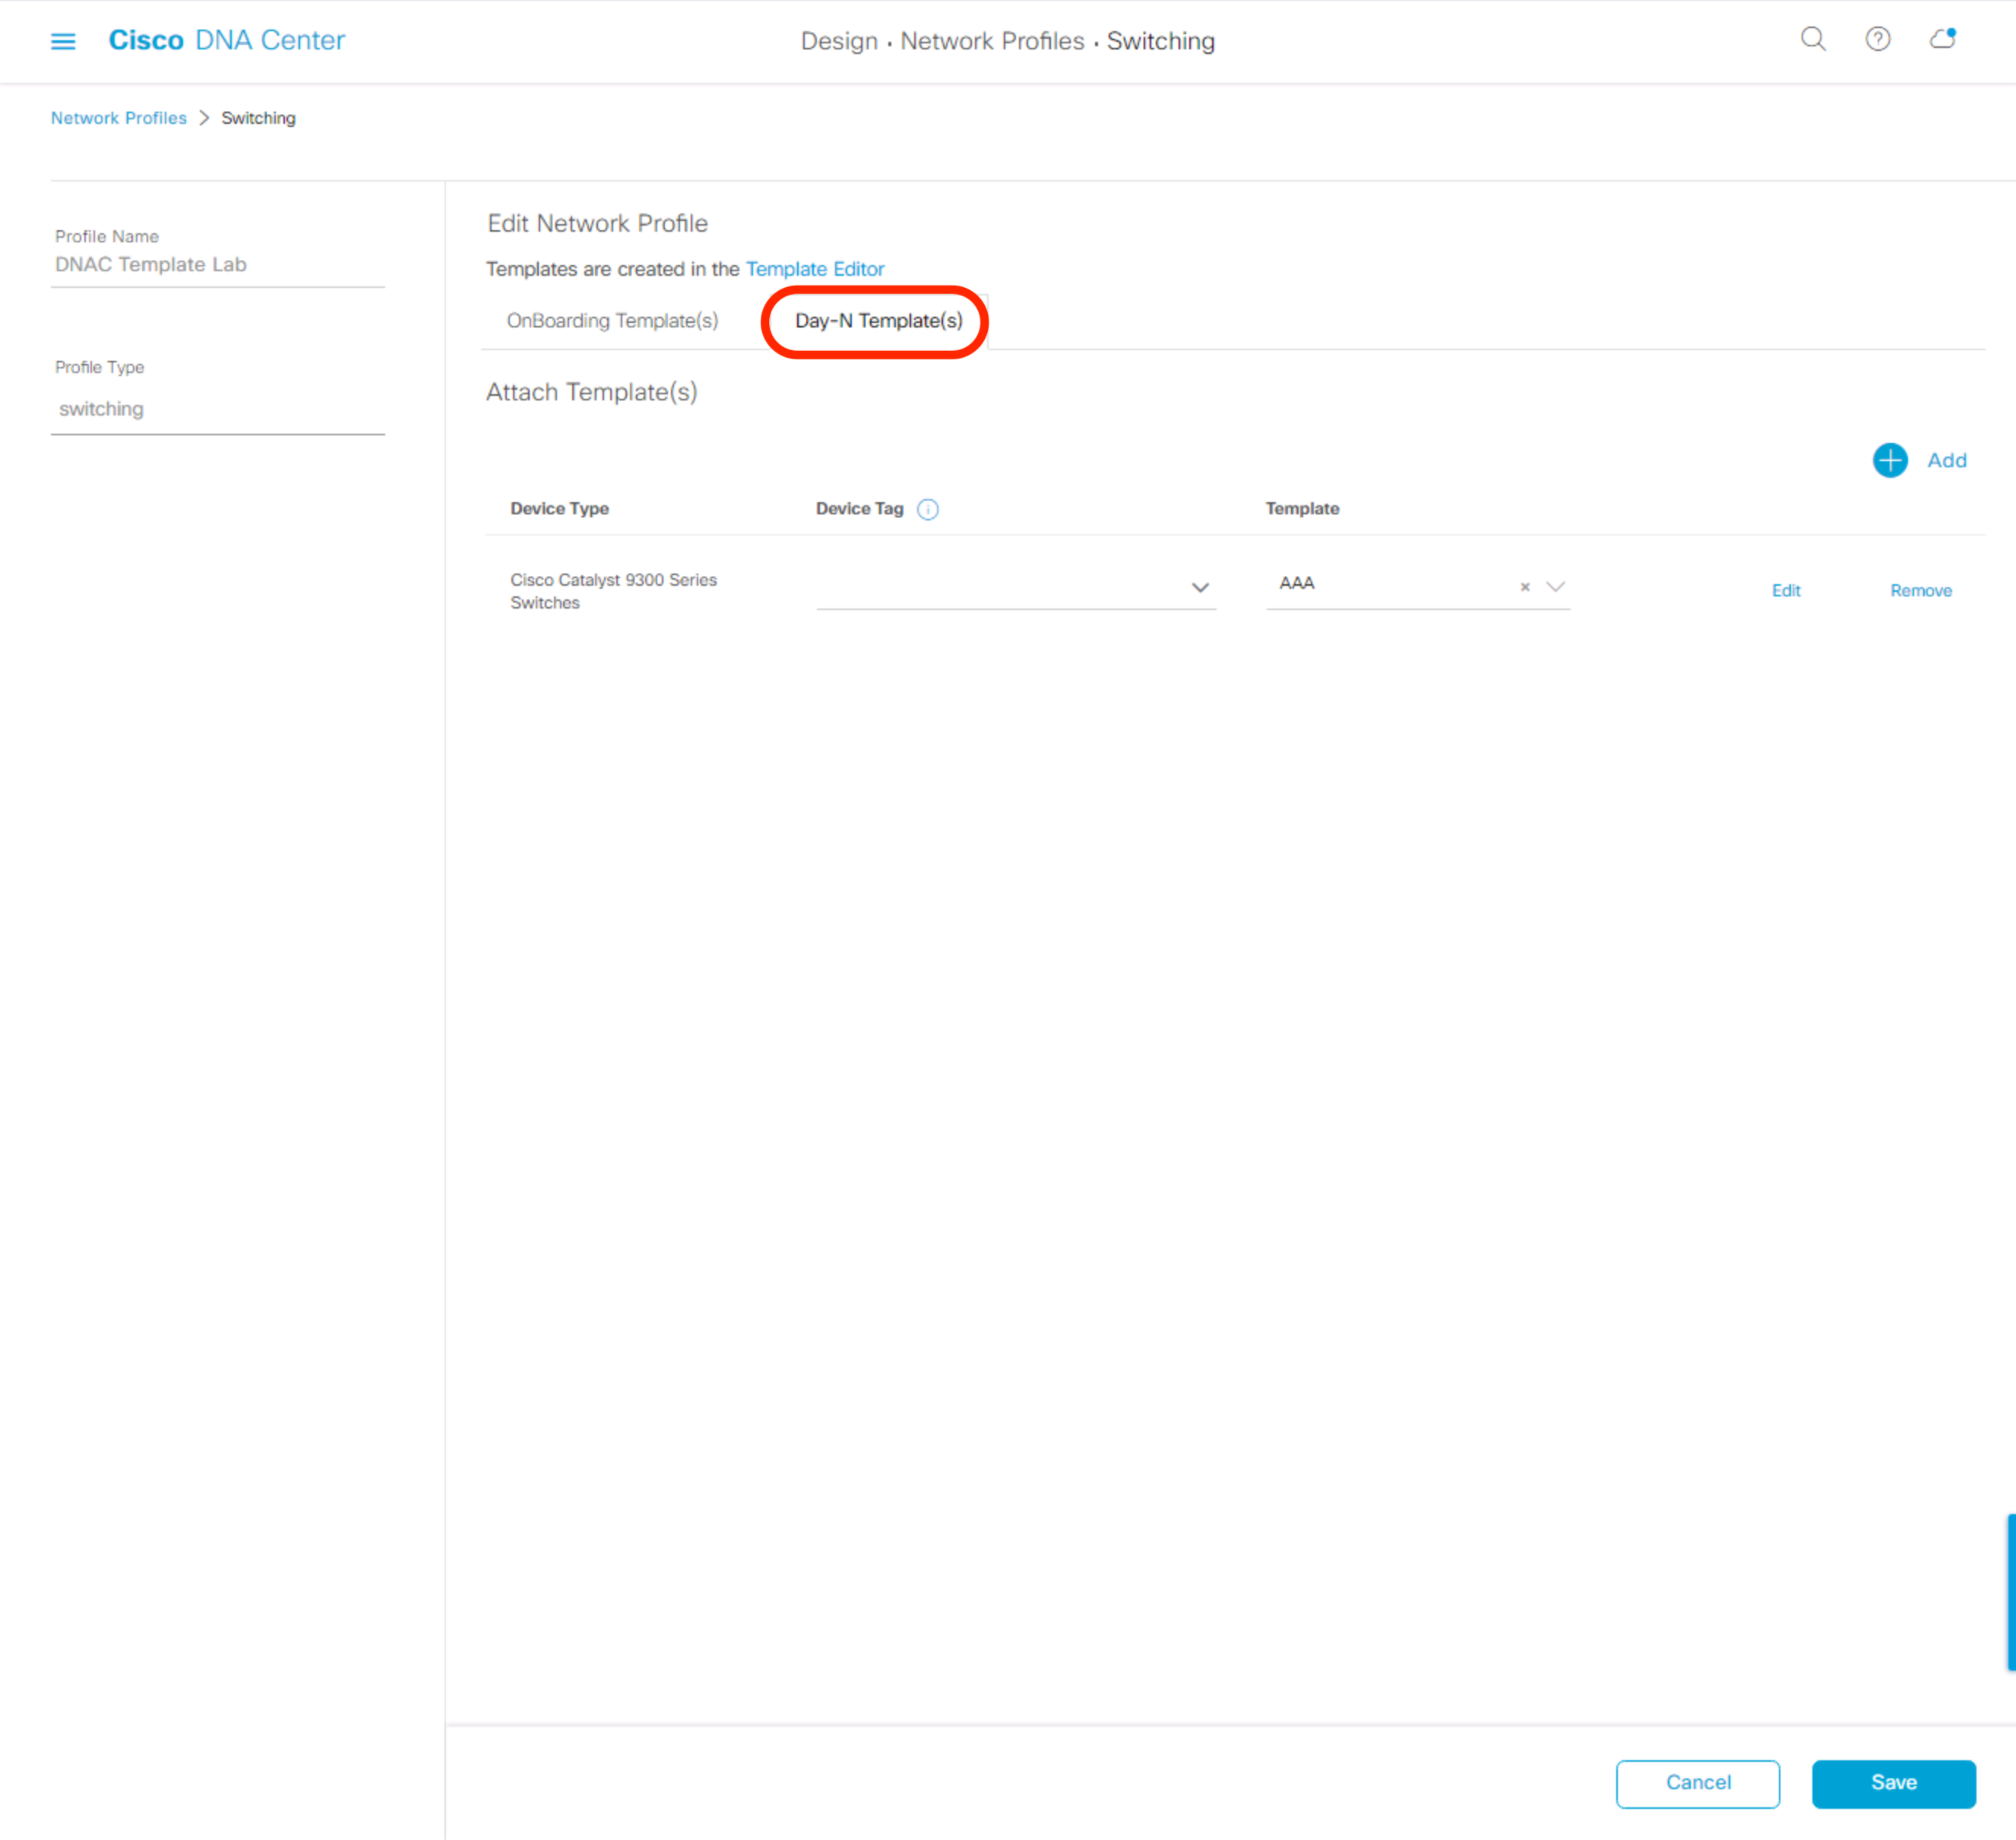 Cisco DNA Center
Design · Network Profiles · Switching
Network Profiles > Switching
Profile Name
DNAC Template Lab
Profile Type
switching
Edit Network Profile
Templates are created in the Template Editor
OnBoarding Template(s)
Day-N Template(s)
Attach Template(s)
Add
Device Type
Device Tag
Template
Cisco Catalyst 9300 Series
Switches
AAA
Edit
Remove
Cancel
Save